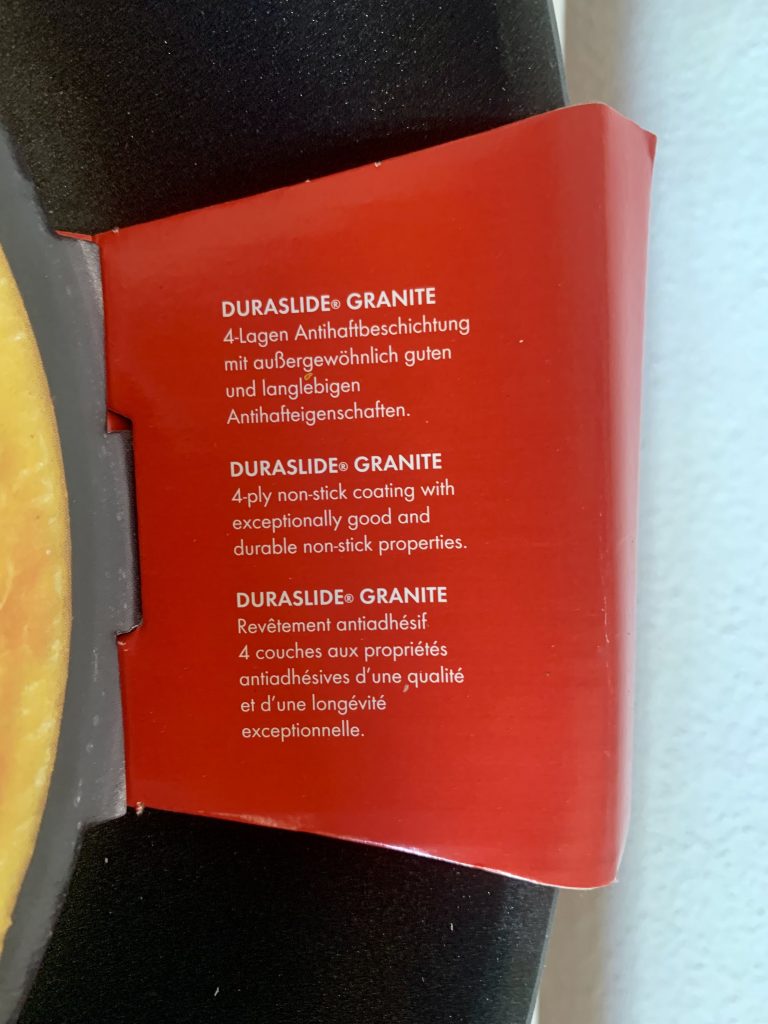 DURASLIDE® GRANITE
4-Lagen Antihaftbeschichtung
mit außergewöhnlich guten
und langlebigen
Antihafteigenschaften.
DURASLIDE® GRANITE
4-ply non-stick coating with
exceptionally good and
durable non-stick properties.
DURASLIDE® GRANITE
Revêtement antiadhésif
4 couches aux propriétés
antiadhésives d’une qualité
et d’une longévité
exceptionnelle.